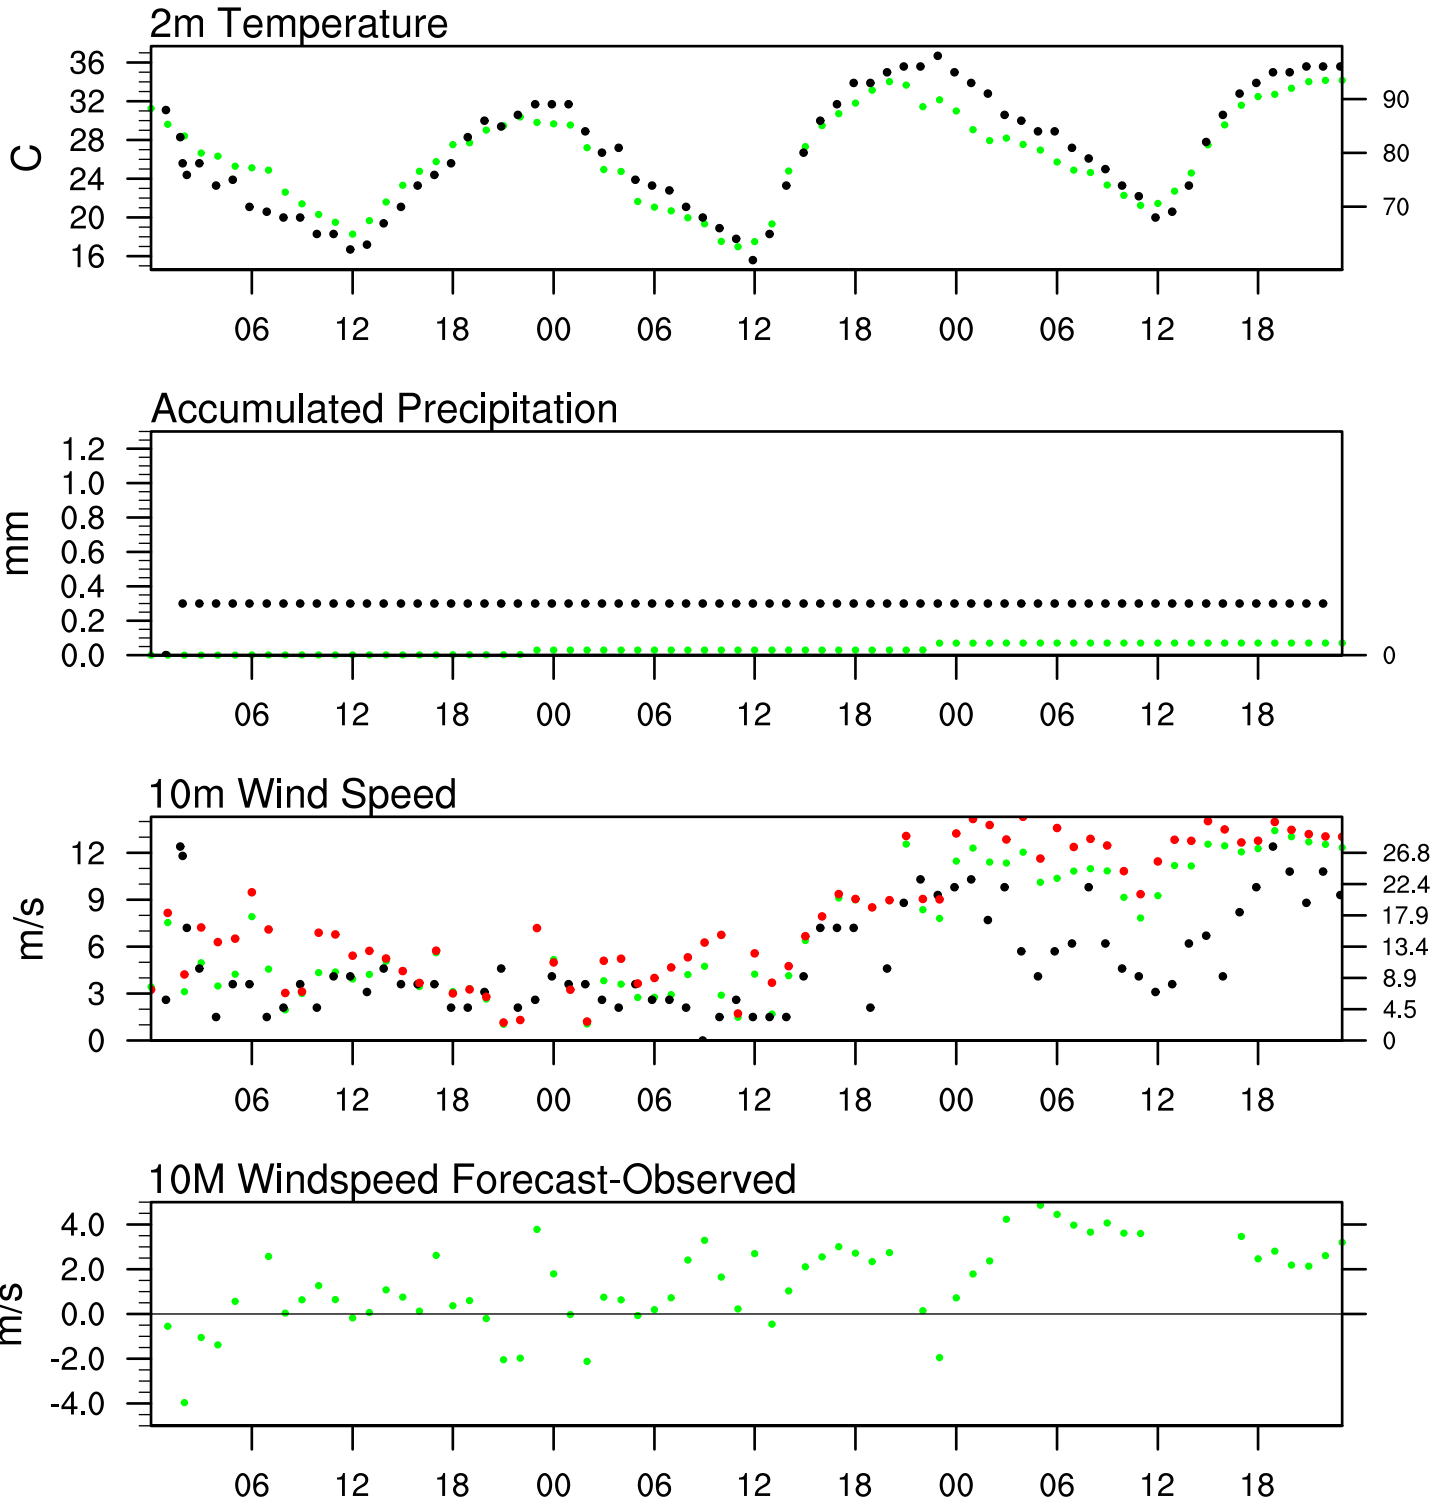 2m Temperature
36
32
28
24
20
16
C
90
80
70
06 12 18 00 06 12 18 00 06 12 18
Accumulated Precipitation
1.2
1.0
0.8
0.6
0.4
0.2
0.0
mm
0
06 12 18 00 06 12 18 00 06 12 18
10m Wind Speed
12
9
6
3
0
m/s
26.8
22.4
17.9
13.4
8.9
4.5
0
06 12 18 00 06 12 18 00 06 12 18
10M Windspeed Forecast-Observed
4.0
2.0
0.0
-2.0
-4.0
m/s
06 12 18 00 06 12 18 00 06 12 18